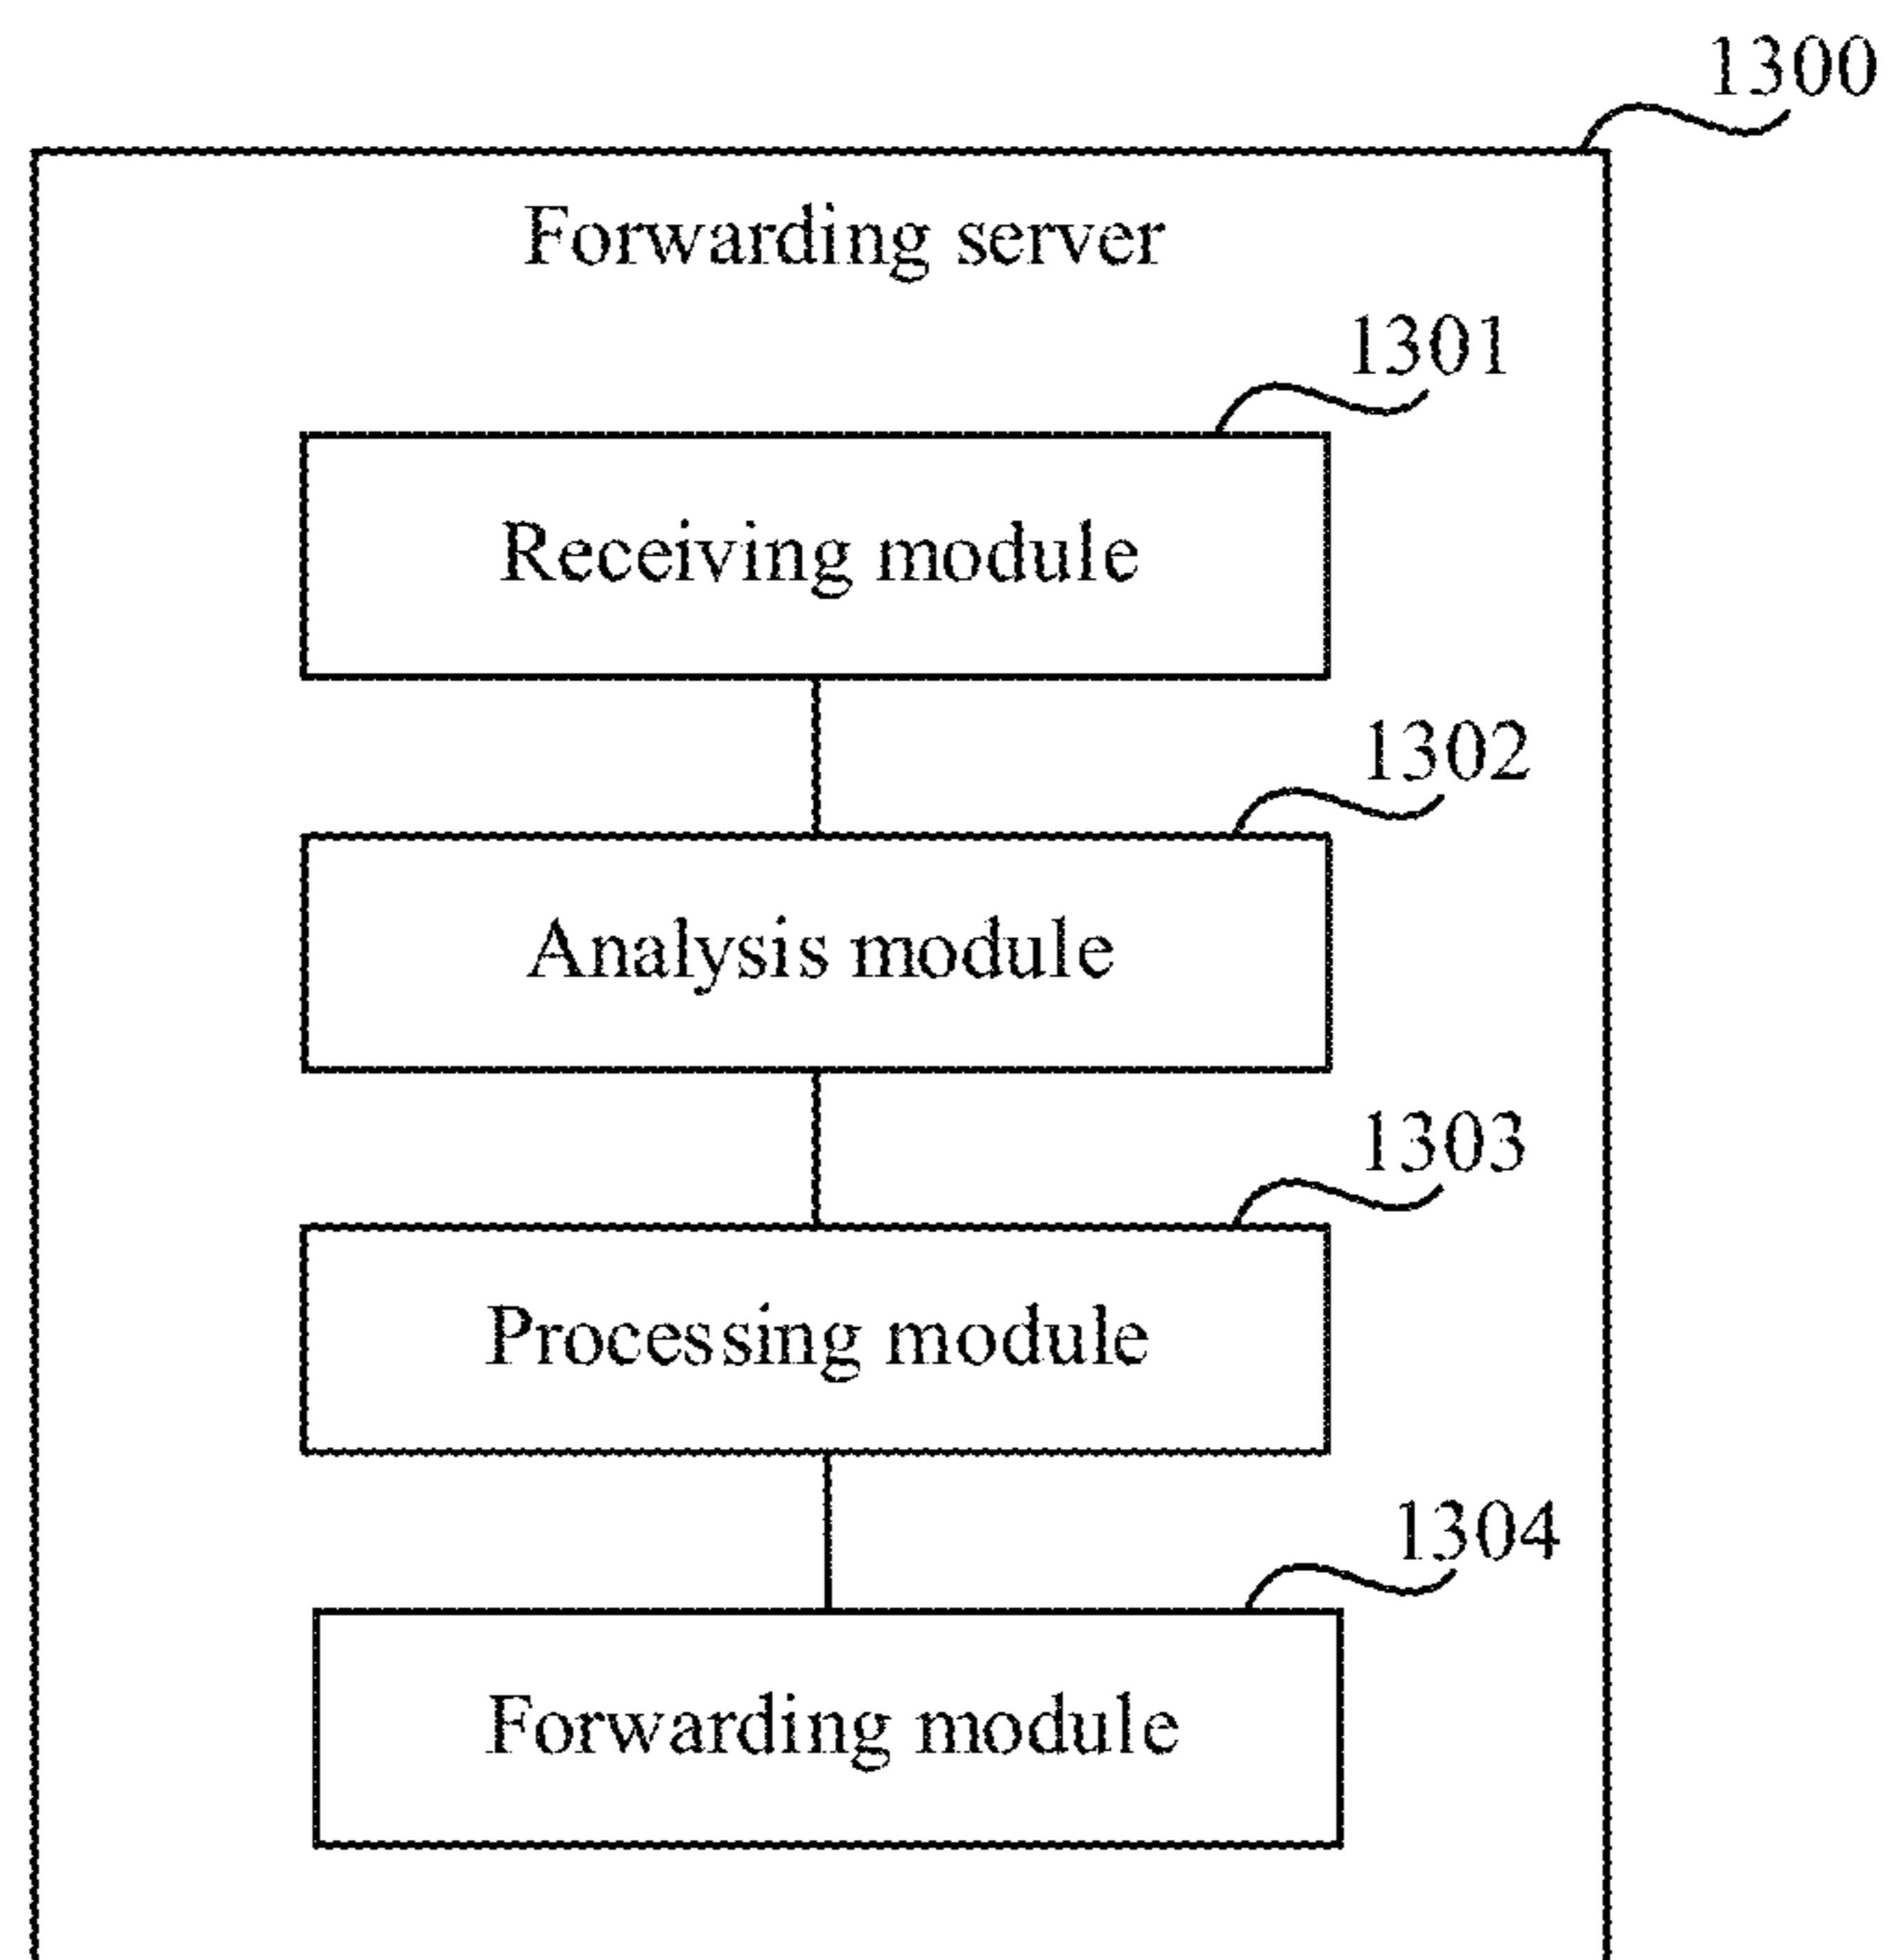 1300
Forwarding server
1301
Receiving module
1302
Analysis module
1303
Processing module
1304
Forwarding module